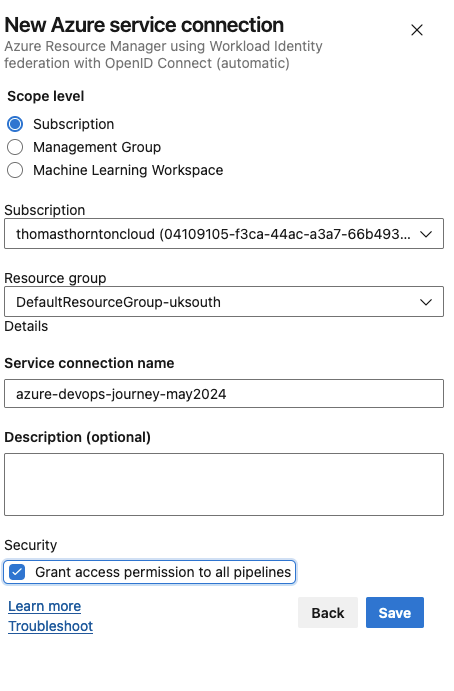 New Azure service connection
Azure Resource Manager using Workload Identity
federation with OpenID Connect (automatic)
Scope level
Subscription
Management Group
Machine Learning Workspace
Subscription
thomasthorntoncloud (04109105-f3ca-44ac-a3a7-66b493...
Resource group
DefaultResourceGroup-uksouth
Details
Service connection name
azure-devops-journey-may2024
Description (optional)
Security
Grant access permission to all pipelines
Learn more
Troubleshoot
Back
Save